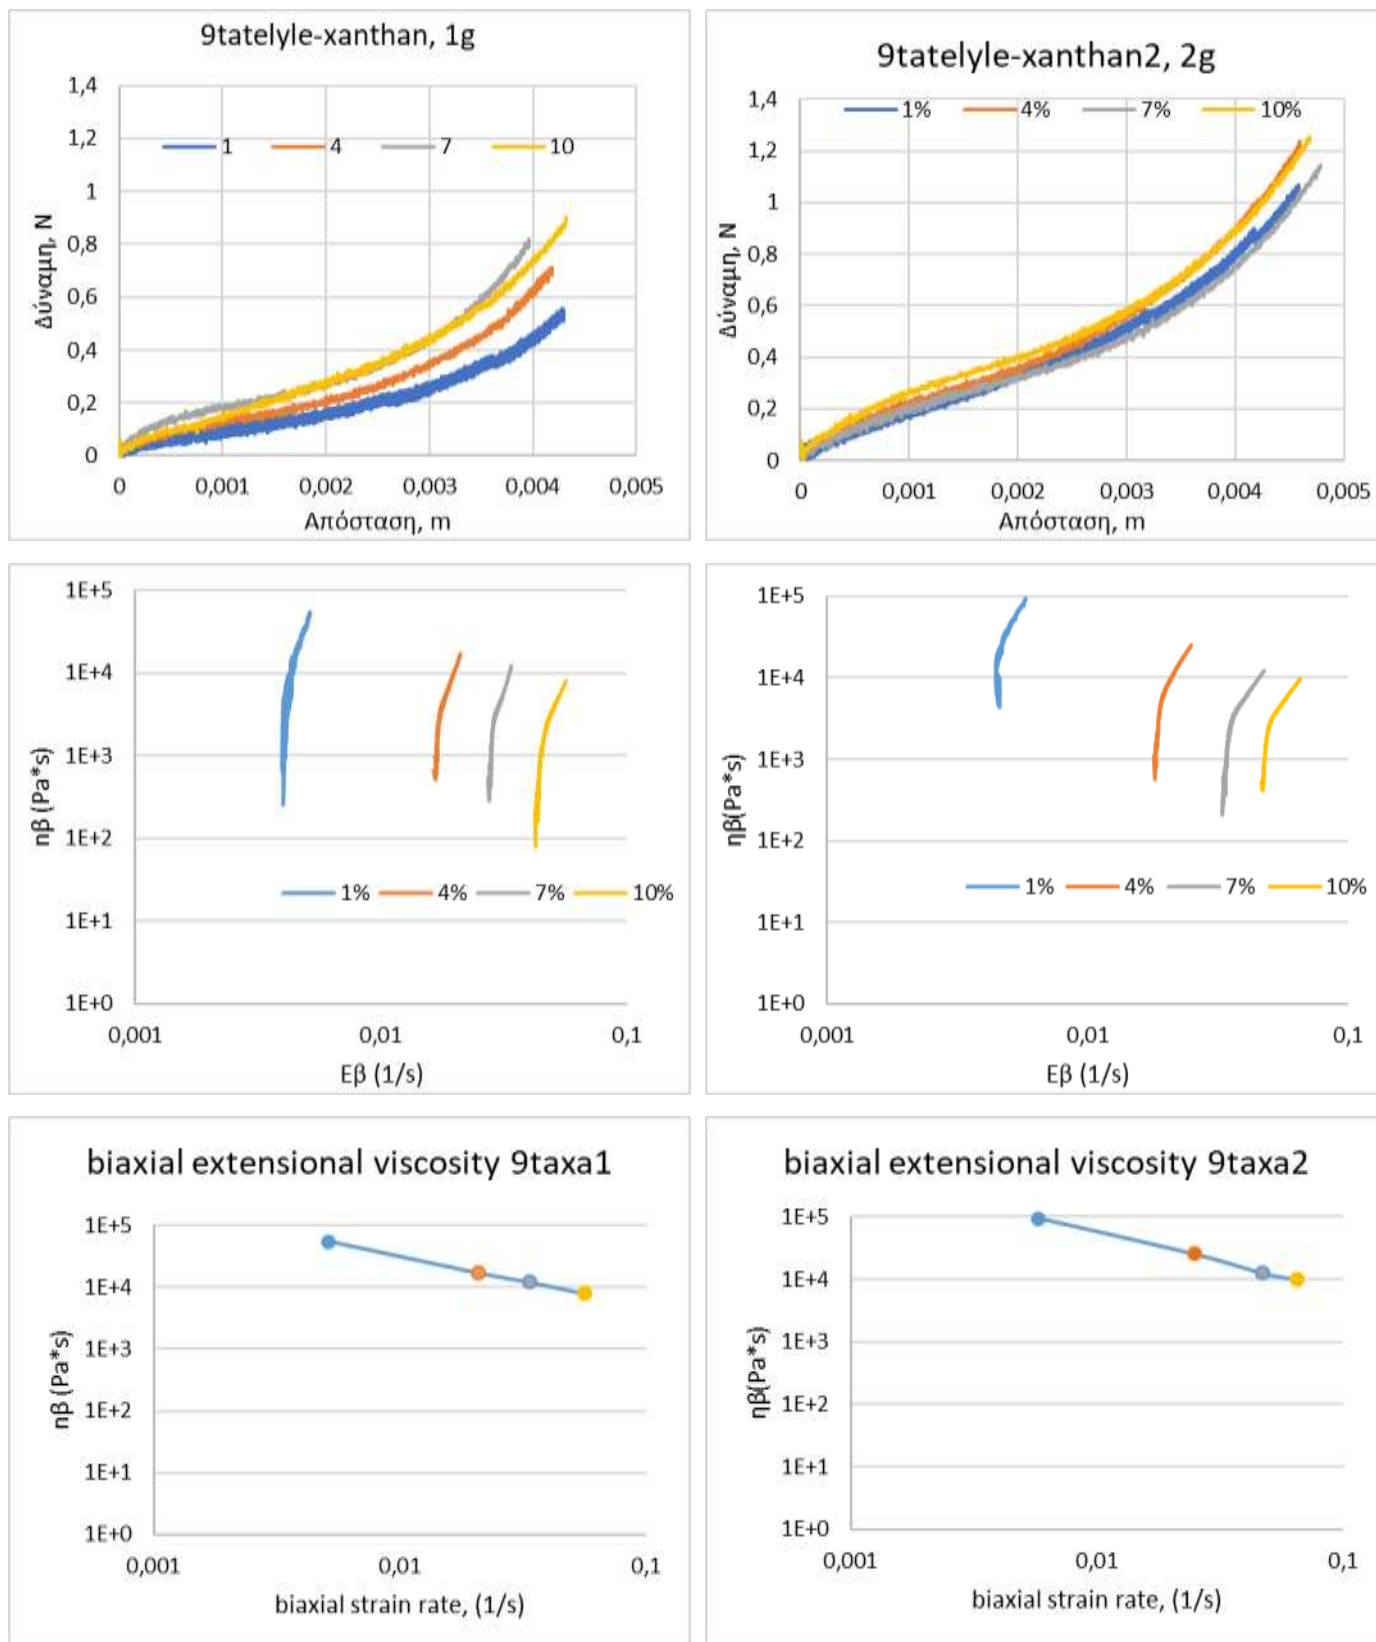 9tatelyle-xanthan, 1g
1,4
1,2
1
0,8
0,6
0,4
0,2
0
1 4 7 10
Δύναμη, N
0 0,001 0,002 0,003 0,004 0,005
Απόσταση, m
9tatelyle-xanthan2, 2g
1,4
1,2
1
0,8
0,6
0,4
0,2
0
1% 4% 7% 10%
Δύναμη, N
0 0,001 0,002 0,003 0,004 0,005
Απόσταση, m
1E+5
1E+4
1E+3
1E+2
1E+1
1E+0
nβ (Pa*s)
1% 4% 7% 10%
0,001 0,01 0,1
Eβ (1/s)
1E+5
1E+4
1E+3
1E+2
1E+1
1E+0
ηβ(Pa*s)
1% 4% 7% 10%
0,001 0,01 0,1
Eβ (1/s)
biaxial extensional viscosity 9taxa1
1E+5
1E+4
1E+3
1E+2
1E+1
1E+0
nβ (Pa*s)
0,001 0,01 0,1
biaxial strain rate, (1/s)
biaxial extensional viscosity 9taxa2
1E+5
1E+4
1E+3
1E+2
1E+1
1E+0
ηβ(Pa*s)
0,001 0,01 0,1
biaxial strain rate, (1/s)